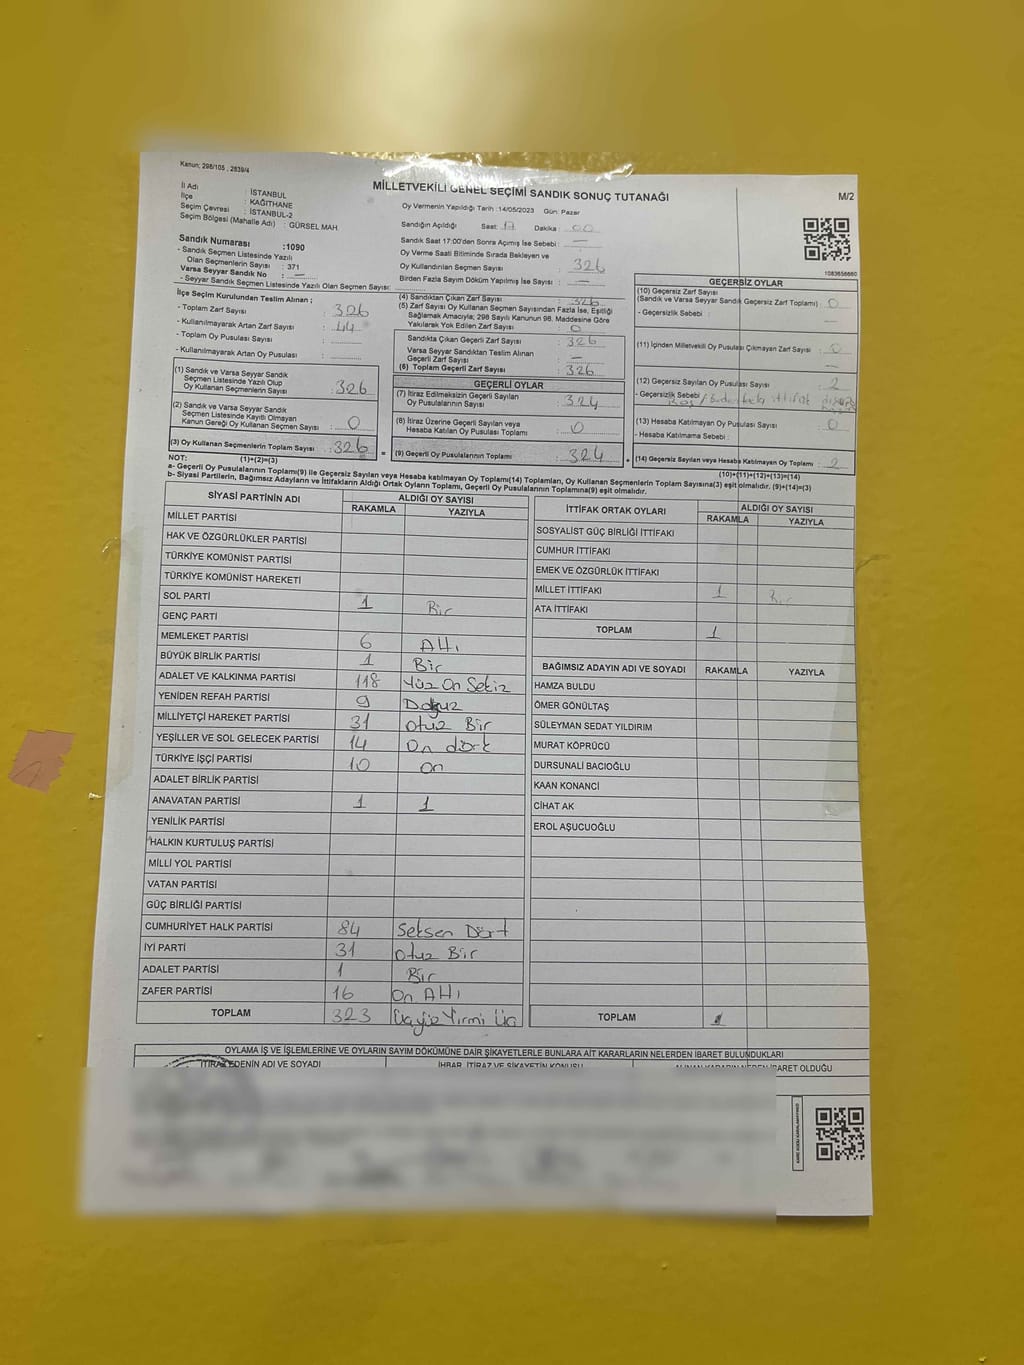 Kanun; 298/105 , 2839/4
MİLLETVEKİLİ GENEL SEÇİMİ SANDIK SONUÇ TUTANAĞI
M/2
İl Adı : İSTANBUL
İlçe : KAĞITHANE
Seçim Çevresi : İSTANBUL-2
Seçim Bölgesi (Mahalle Adı) : GÜRSEL MAH.
Oy Vermenin Yapıldığı Tarih :14/05/2023 Gün: Pazar
Sandığın Açıldığı Saat: 17 Dakika : 00
Sandık Saat 17:00'den Sonra Açımış İse Sebebi : —
Oy Verme Saati Bitiminde Sırada Bekleyen ve
Oy Kullandırılan Seçmen Sayısı : 326
Birden Fazla Sayım Döküm Yapılmış İse Sayısı : —
Sandık Numarası :1090
- Sandık Seçmen Listesinde Yazılı
Olan Seçmenlerin Sayısı : 371
Varsa Seyyar Sandık No : —
- Seyyar Sandık Seçmen Listesinde Yazılı Olan Seçmen Sayısı:
1083656660
İlçe Seçim Kurulundan Teslim Alınan ;
- Toplam Zarf Sayısı : 326
- Kullanılmayarak Artan Zarf Sayısı : 44
- Toplam Oy Pusulası Sayısı :
- Kullanılmayarak Artan Oy Pusulası :
(1) Sandık ve Varsa Seyyar Sandık
Seçmen Listesinde Yazılı Olup
Oy Kullanan Seçmenlerin Sayısı : 326
(2) Sandık ve Varsa Seyyar Sandık
Seçmen Listesinde Kayıtlı Olmayan
Kanun Gereği Oy Kullanan Seçmen Sayısı : 0
(3) Oy Kullanan Seçmenlerin Toplam Sayısı : 326
(4) Sandıktan Çıkan Zarf Sayısı : 326
(5) Zarf Sayısı Oy Kullanan Seçmen Sayısından Fazla İse, Eşitliği
Sağlamak Amacıyla; 298 Sayılı Kanunun 98. Maddesine Göre
Yakılarak Yok Edilen Zarf Sayısı : 0
Sandıkta Çıkan Geçerli Zarf Sayısı : 326
Varsa Seyyar Sandıktan Teslim Alınan
Geçerli Zarf Sayısı : —
(6) Toplam Geçerli Zarf Sayısı : 326
GEÇERLİ OYLAR
(7) İtiraz Edilmeksizin Geçerli Sayılan
Oy Pusulalarının Sayısı : 324
(8) İtiraz Üzerine Geçerli Sayılan veya
Hesaba Katılan Oy Pusulası Toplamı : 0
= (9) Geçerli Oy Pusulalarının Toplamı : 324 +
GEÇERSİZ OYLAR
(10) Geçersiz Zarf Sayısı
(Sandık ve Varsa Seyyar Sandık Geçersiz Zarf Toplamı) : 0
- Geçersizlik Sebebi : —
(11) İçinden Milletvekili Oy Pusulası Çıkmayan Zarf Sayısı : 0
—
(12) Geçersiz Sayılan Oy Pusulası Sayısı : 2
- Geçersizlik Sebebi : Boş / Birden fazla ittifak
(13) Hesaba Katılmayan Oy Pusulası Sayısı : 0
- Hesaba Katılmama Sebebi :
(14) Geçersiz Sayılan veya Hesaba Katılmayan Oy Toplamı : 2
NOT: (1)+(2)=(3) (10)+(11)+(12)+(13)=(14)
a- Geçerli Oy Pusulalarının Toplamı(9) ile Geçersiz Sayılan veya Hesaba katılmayan Oy Toplamı(14) Toplamları, Oy Kullanan Seçmenlerin Toplam Sayısına(3) eşit olmalıdır. (9)+(14)=(3)
b- Siyasi Partilerin, Bağımsız Adayların ve İttifakların Aldığı Ortak Oyların Toplamı, Geçerli Oy Pusulalarının Toplamına(9) eşit olmalıdır.
SİYASİ PARTİNİN ADI ALDIĞI OY SAYISI
RAKAMLA YAZIYLA
MİLLET PARTİSİ
HAK VE ÖZGÜRLÜKLER PARTİSİ
TÜRKİYE KOMÜNİST PARTİSİ
TÜRKİYE KOMÜNİST HAREKETİ
SOL PARTİ 1 Bir
GENÇ PARTİ
MEMLEKET PARTİSİ 6 Altı
BÜYÜK BİRLİK PARTİSİ 1 Bir
ADALET VE KALKINMA PARTİSİ 118 Yüz On Sekiz
YENİDEN REFAH PARTİSİ 9 Dokuz
MİLLİYETÇİ HAREKET PARTİSİ 31 otuz Bir
YEŞİLLER VE SOL GELECEK PARTİSİ 14 On dört
TÜRKİYE İŞÇİ PARTİSİ 10 on
ADALET BİRLİK PARTİSİ
ANAVATAN PARTİSİ 1 1
YENİLİK PARTİSİ
HALKIN KURTULUŞ PARTİSİ
MİLLİ YOL PARTİSİ
VATAN PARTİSİ
GÜÇ BİRLİĞİ PARTİSİ
CUMHURİYET HALK PARTİSİ 84 Seksen Dört
İYİ PARTİ 31 otuz Bir
ADALET PARTİSİ 1 Bir
ZAFER PARTİSİ 16 On Altı
TOPLAM 323 Üçyüz Yirmi Üç
İTTİFAK ORTAK OYLARI ALDIĞI OY SAYISI
RAKAMLA YAZIYLA
SOSYALİST GÜÇ BİRLİĞİ İTTİFAKI
CUMHUR İTTİFAKI
EMEK VE ÖZGÜRLÜK İTTİFAKI
MİLLET İTTİFAKI 1 Bir
ATA İTTİFAKI
TOPLAM 1
BAĞIMSIZ ADAYIN ADI VE SOYADI RAKAMLA YAZIYLA
HAMZA BULDU
ÖMER GÖNÜLTAŞ
SÜLEYMAN SEDAT YILDIRIM
MURAT KÖPRÜCÜ
DURSUNALİ BACIOĞLU
KAAN KONANCİ
CİHAT AK
EROL AŞUCUOĞLU
TOPLAM 1
OYLAMA İŞ VE İŞLEMLERİNE VE OYLARIN SAYIM DÖKÜMÜNE DAİR ŞİKAYETLERLE BUNLARA AİT KARARLARIN NELERDEN İBARET BULUNDUKLARI
İTİRAZ EDENİN ADI VE SOYADI İHBAR, İTİRAZ VE ŞİKAYETİN KONUSU ALINAN KARARIN NEDEN İBARET OLDUĞU